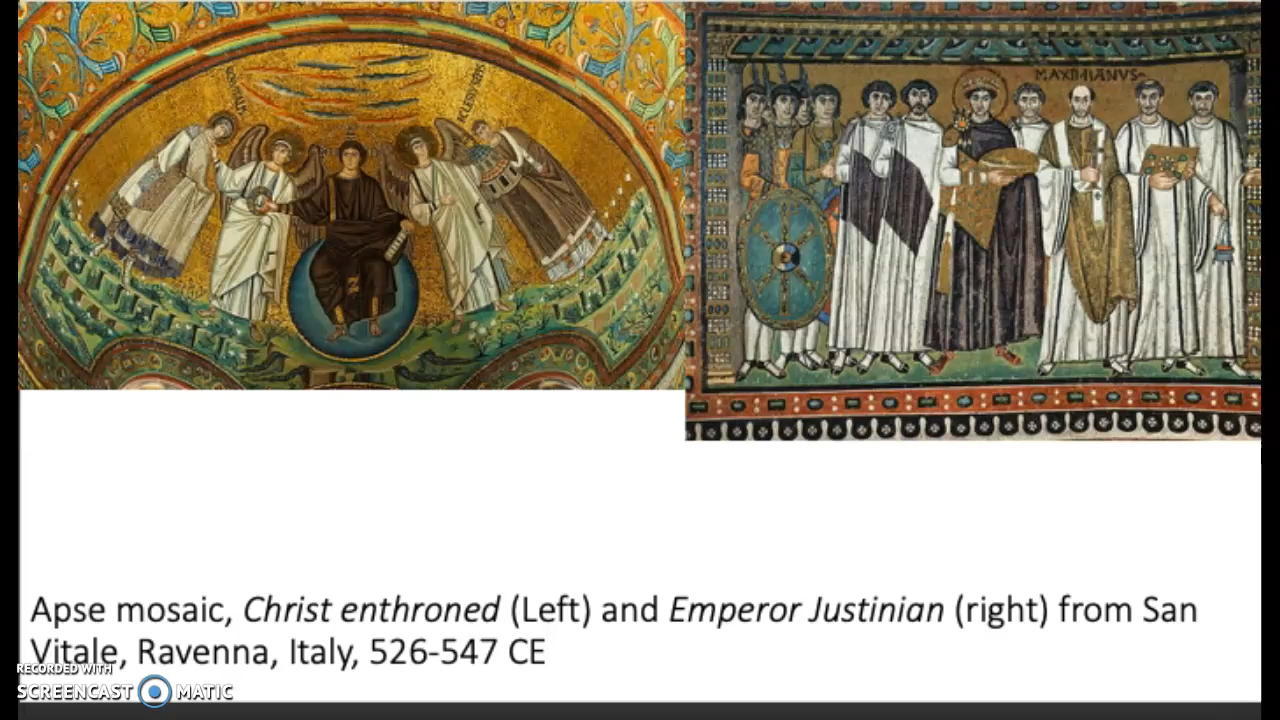 MAXIMIANVS
Apse mosaic, Christ enthroned (Left) and Emperor Justinian (right) from San
Vitale, Ravenna, Italy, 526-547 CE
RECORDED WITH
SCREENCAST MATIC